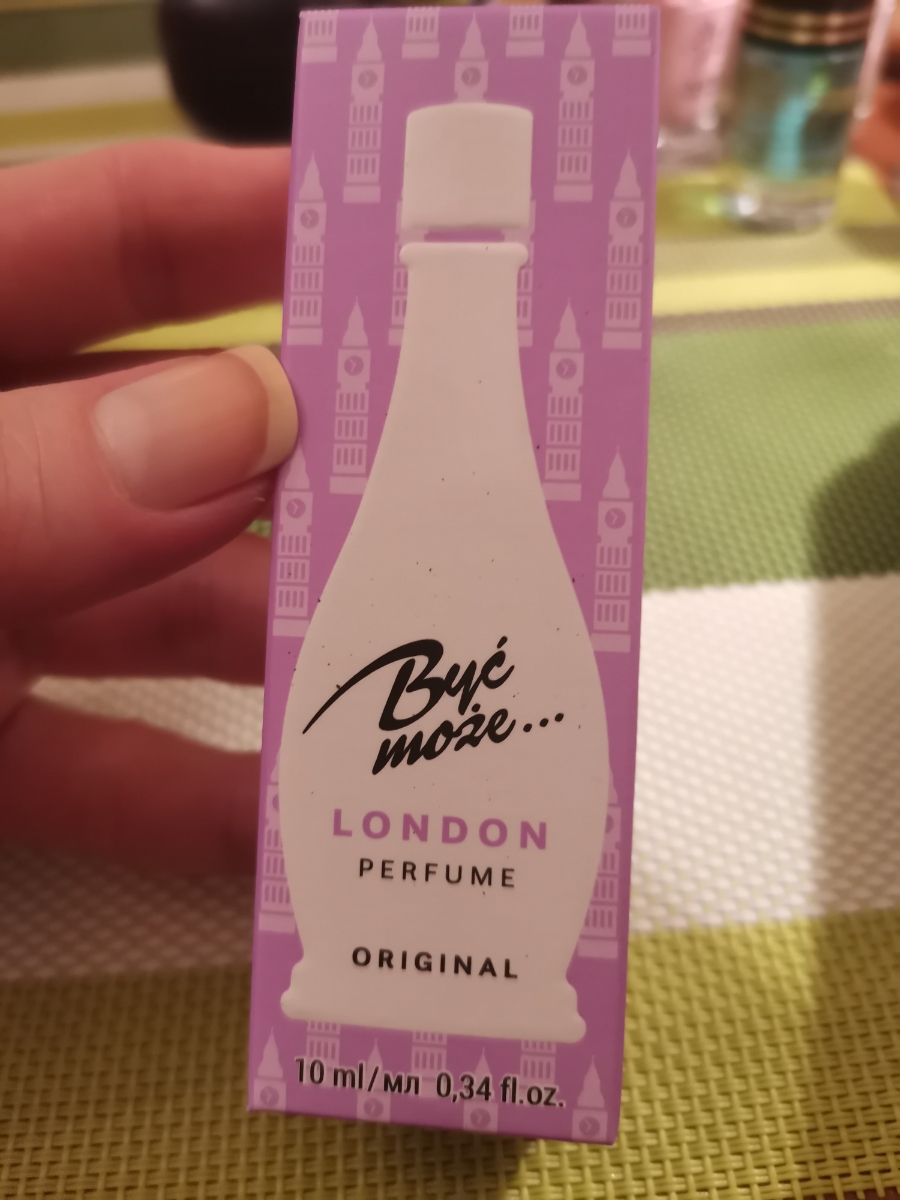 Być
może...
LONDON
PERFUME
ORIGINAL
10 ml/мл 0,34 fl.oz.